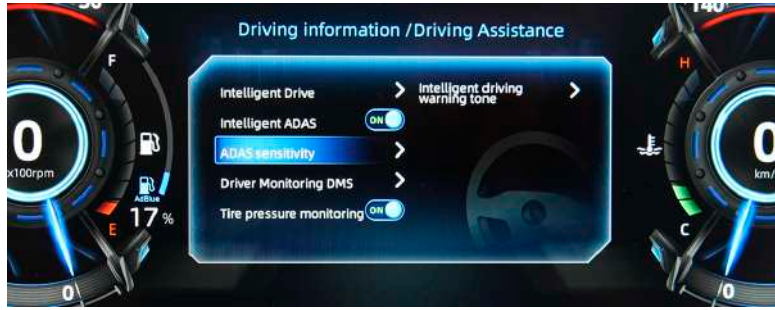 140
Driving information /Driving Assistance
F
H
Intelligent Drive
Intelligent driving
warning tone
Intelligent ADAS
ON
0
x100rpm
0
km/
ADAS sensitivity
Driver Monitoring DMS
AdBlue
17 %
E
Tire pressure monitoring
ON
C
0
0